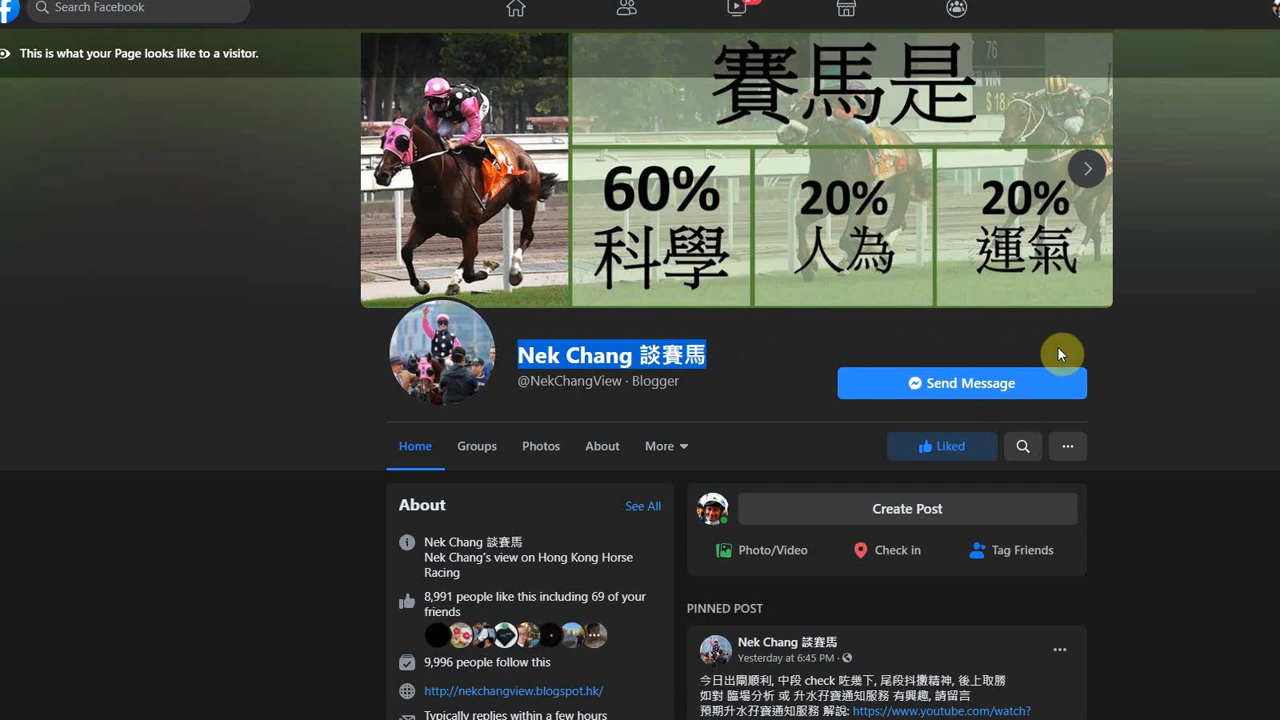 Search Facebook
This is what your Page looks like to a visitor.
賽馬是
76
WIN
60%
科學
20%
人為
20%
運氣
Nek Chang 談賽馬
@NekChangView · Blogger
Send Message
Home
Groups
Photos
About
More
Liked
About
See All
Nek Chang 談賽馬
Nek Chang's view on Hong Kong Horse
Racing
8,991 people like this including 69 of your
friends
9,996 people follow this
http://nekchangview.blogspot.hk/
Typically replies within a few hours
Create Post
Photo/Video
Check in
Tag Friends
PINNED POST
Nek Chang 談賽馬
Yesterday at 6:45 PM ·
今日出閘順利, 中段 check 咗幾下, 尾段抖擻精神, 後上取勝
如對 臨場分析 或 升水孖寶通知服務 有興趣, 請留言
預期升水孖寶通知服務 解說: https://www.youtube.com/watch?